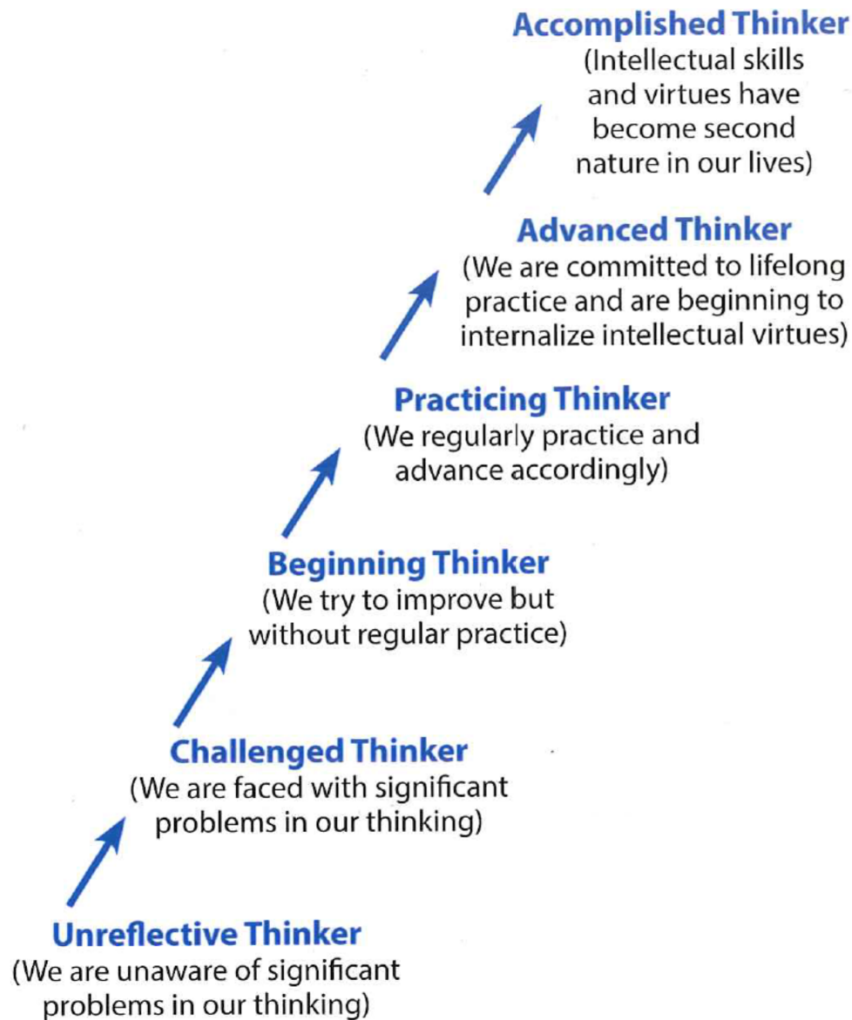 Accomplished Thinker
(Intellectual skills
and virtues have
become second
nature in our lives)
Advanced Thinker
(We are committed to lifelong
practice and are beginning to
internalize intellectual virtues)
Practicing Thinker
(We regularly practice and
advance accordingly)
Beginning Thinker
(We try to improve but
without regular practice)
Challenged Thinker
(We are faced with significant
problems in our thinking)
Unreflective Thinker
(We are unaware of significant
problems in our thinking)